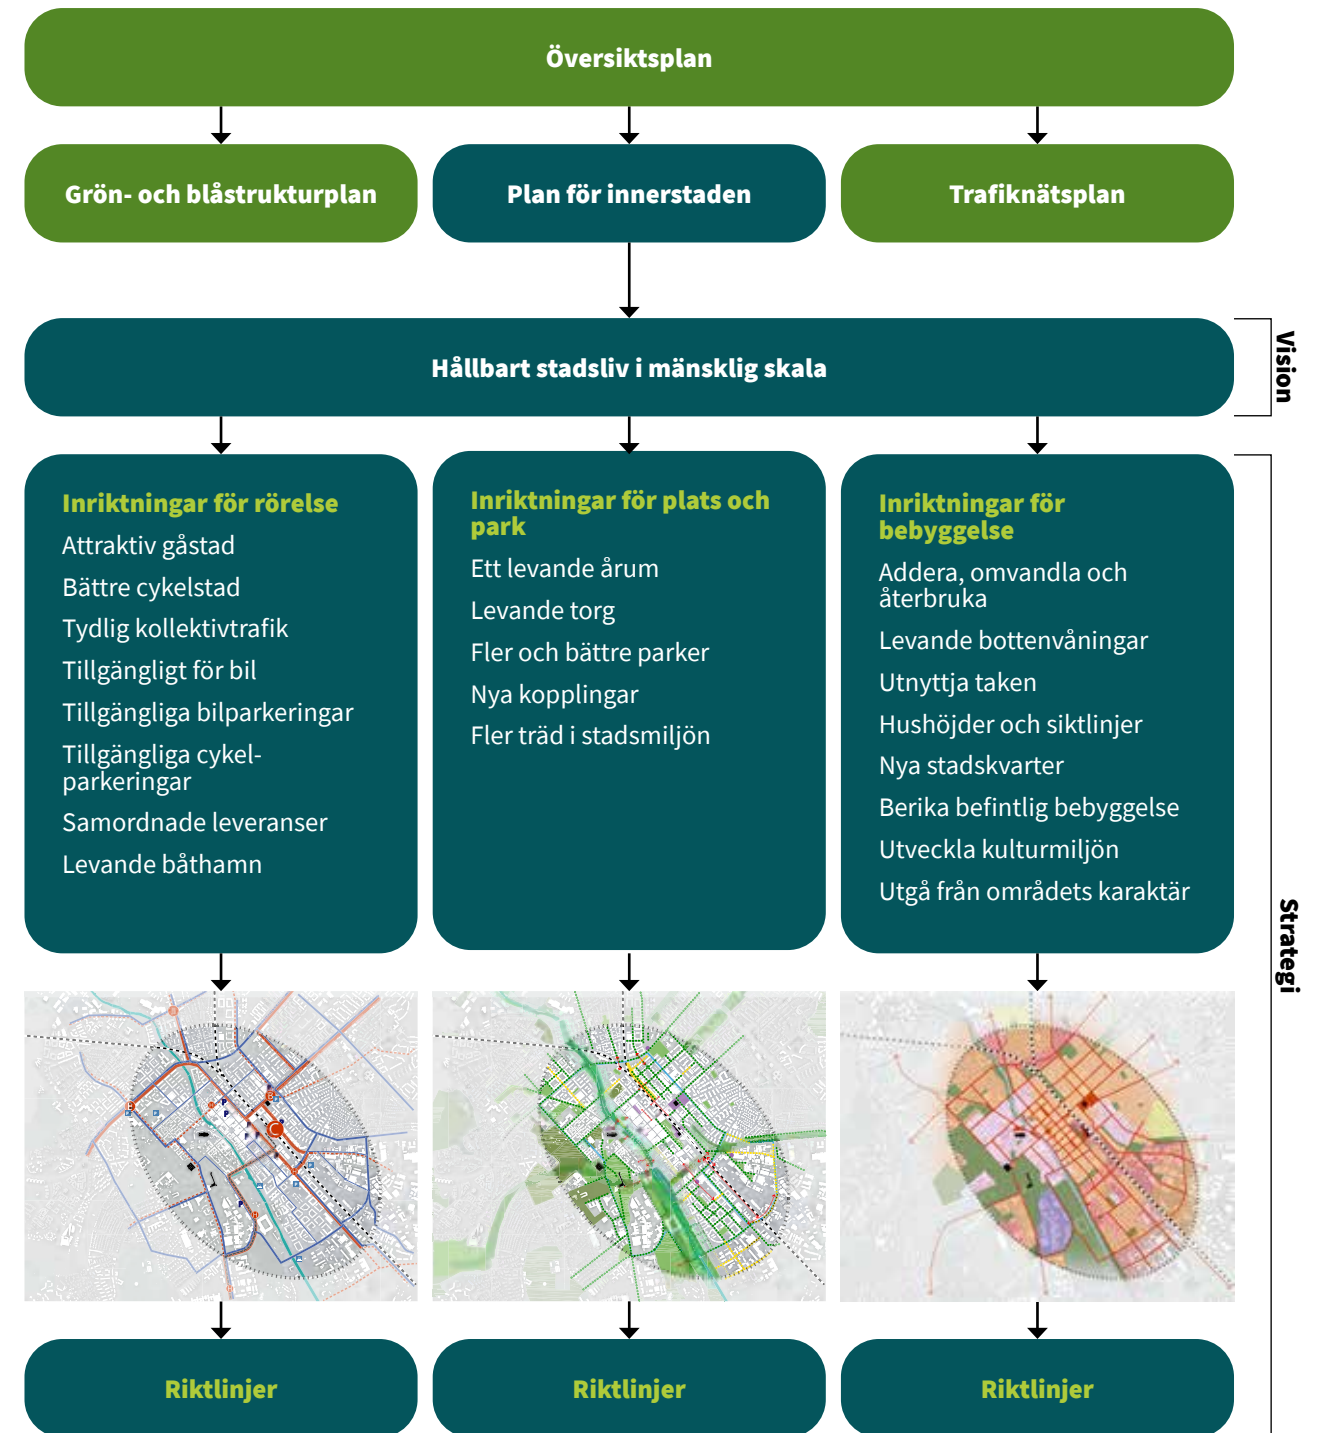 Översiktsplan
Grön- och blåstrukturplan
Plan för innerstaden
Trafiknätsplan
Hållbart stadsliv i mänsklig skala
Vision
Inriktningar för rörelse
Attraktiv gåstad
Bättre cykelstad
Tydlig kollektivtrafik
Tillgängligt för bil
Tillgängliga bilparkeringar
Tillgängliga cykel-
parkeringar
Samordnade leveranser
Levande båthamn
Inriktningar för plats och
park
Ett levande årum
Levande torg
Fler och bättre parker
Nya kopplingar
Fler träd i stadsmiljön
Inriktningar för
bebyggelse
Addera, omvandla och
återbruka
Levande bottenvåningar
Utnyttja taken
Hushöjder och siktlinjer
Nya stadskvarter
Berika befintlig bebyggelse
Utveckla kulturmiljön
Utgå från områdets karaktär
Strategi
Riktlinjer
Riktlinjer
Riktlinjer